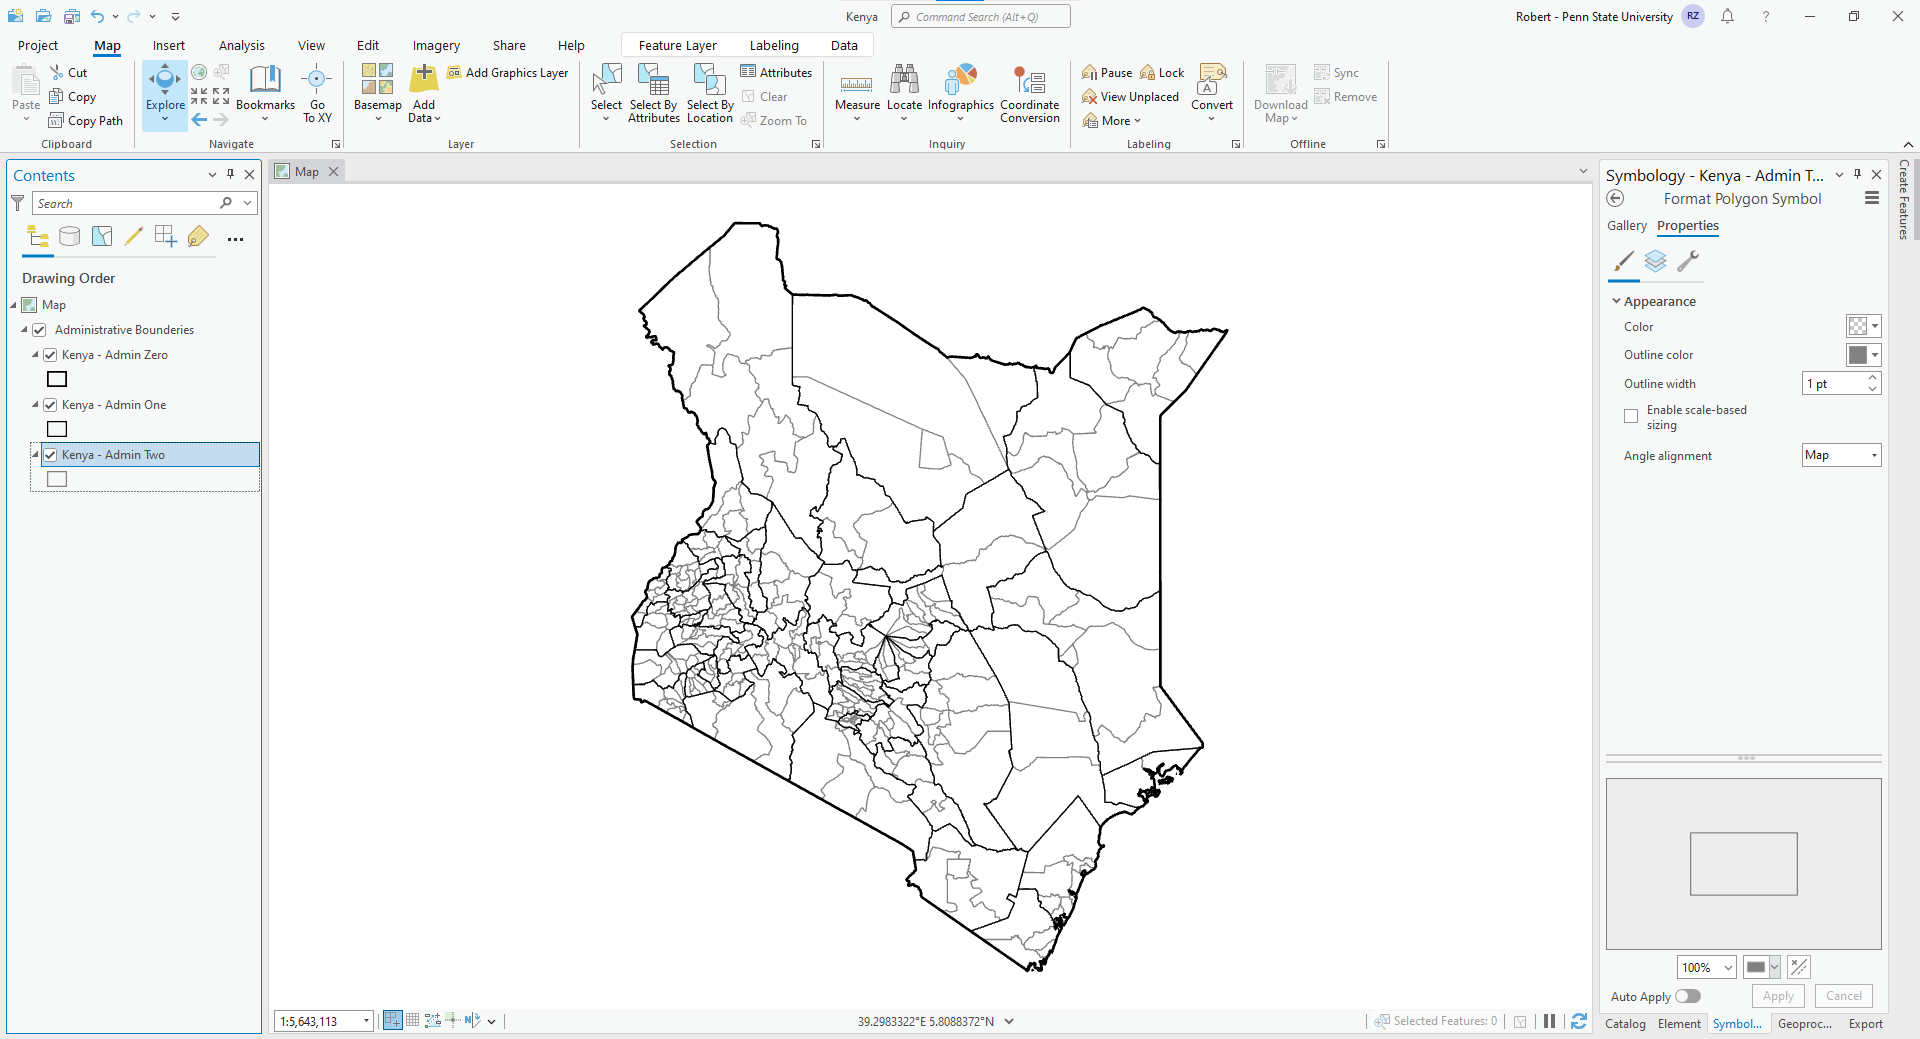 Kenya
Command Search (Alt+Q)
Robert - Penn State University
RZ
?
Project
Map
Insert
Analysis
View
Edit
Imagery
Share
Help
Feature Layer
Labeling
Data
Paste
Cut
Copy
Copy Path
Clipboard
Explore
Bookmarks
Go
To XY
Navigate
Basemap
Add
Data
Add Graphics Layer
Layer
Select
Select By
Attributes
Select By
Location
Attributes
Clear
Zoom To
Selection
Measure
Locate
Infographics
Coordinate
Conversion
Inquiry
Pause
Lock
View Unplaced
More
Convert
Labeling
Download
Map
Sync
Remove
Offline
Contents
Search
Drawing Order
Map
Administrative Bounderies
Kenya - Admin Zero
Kenya - Admin One
Kenya - Admin Two
Map
1:5,643,113
39.2983322°E 5.8088372°N
Selected Features: 0
Symbology - Kenya - Admin T...
Format Polygon Symbol
Gallery
Properties
Appearance
Color
Outline color
Outline width
1 pt
Enable scale-based
sizing
Angle alignment
Map
100%
Auto Apply
Apply
Cancel
Catalog
Element
Symbol...
Geoproc...
Export
Create Features